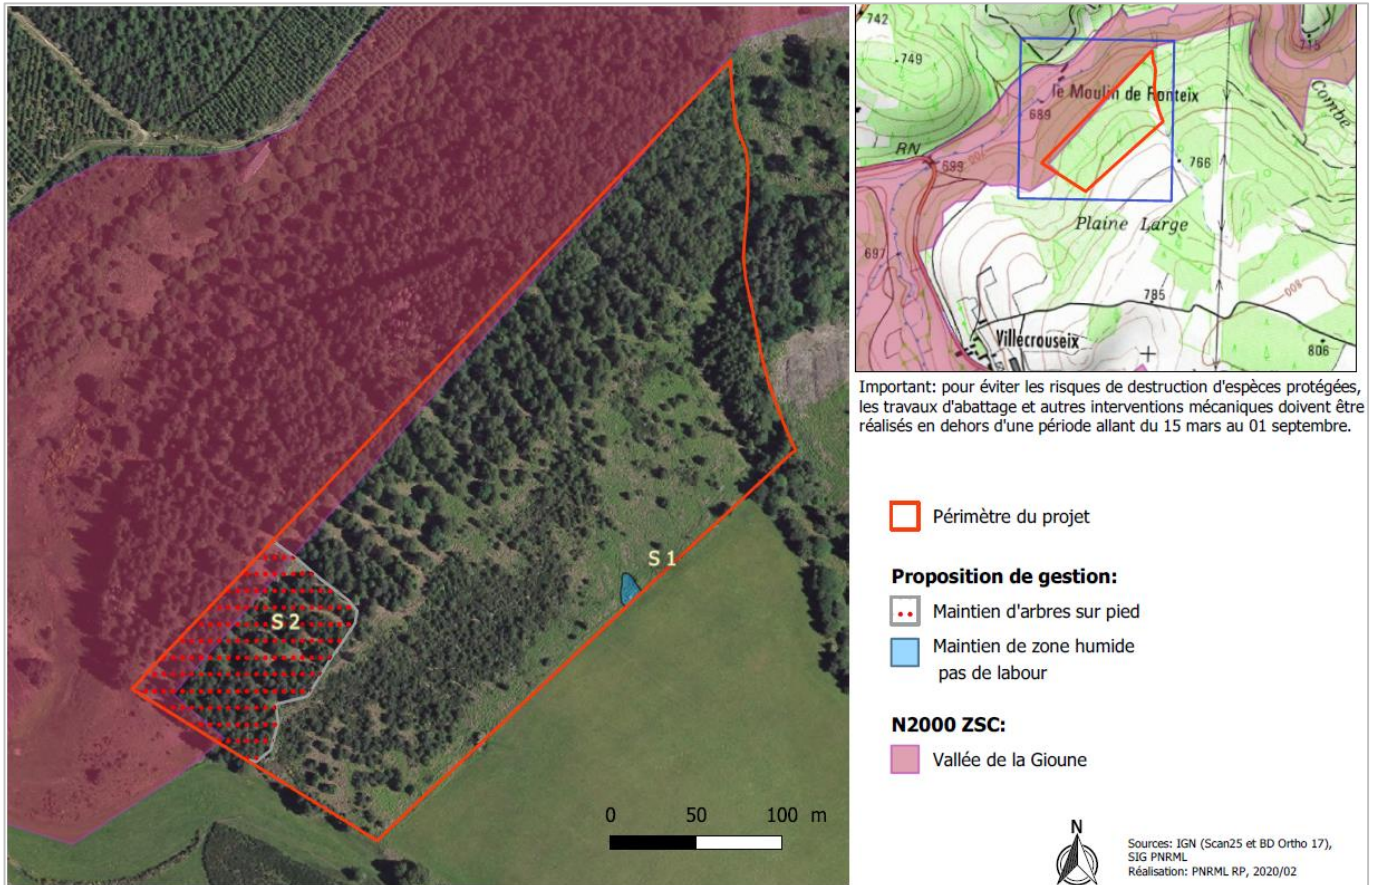 S 1
S 2
0 50 100 m
742
749
715
le Moulin de Ronteix
689
Combe
RN
699
700
766
Plaine Large
697
785
800
Villecrouseix
806
Important: pour éviter les risques de destruction d'espèces protégées,
les travaux d'abattage et autres interventions mécaniques doivent être
réalisés en dehors d'une période allant du 15 mars au 01 septembre.
Périmètre du projet
Proposition de gestion:
Maintien d'arbres sur pied
Maintien de zone humide
pas de labour
N2000 ZSC:
Vallée de la Gioune
N
Sources: IGN (Scan25 et BD Ortho 17),
SIG PNRML
Réalisation: PNRML RP, 2020/02